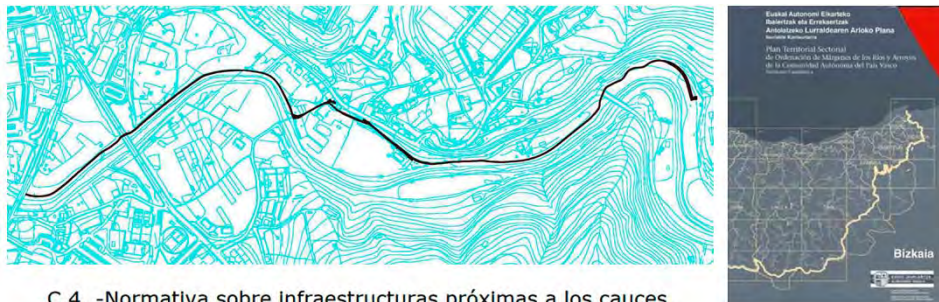 Euskal Autonomi Elkarteko
Ibaiertzak eta Errekaertzak
Antolatzeko Lurraldearen Arloko Plana
Plan Territorial Sectorial
de Ordenación de Márgenes de los Ríos y Arroyos
de la Comunidad Autónoma del País Vasco
Bizkaia
C.4. -Normativa sobre infraestructuras próximas a los cauces